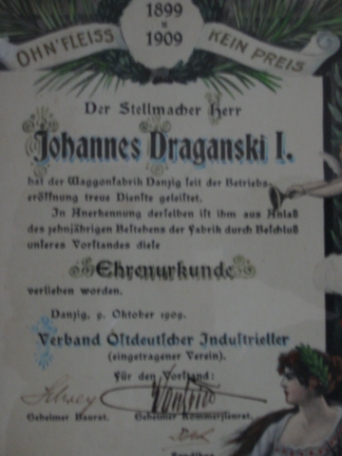 1899
1909
OHN' FLEISS KEIN PREIS.
Der Stellmacher Herr
Johannes Draganski I.
hat der Waggonfabrik Danzig seit der Betriebs-
eröffnung treue Dienste geleistet.
In Anerkennung derselben ist ihm aus Anlaß
des zehnjährigen Bestehens der Fabrik durch Beschluß
unseres Vorstandes diese
Ehrenurkunde
verliehen worden.
Danzig, 9. Oktober 1909.
Verband Ostdeutscher Industrieller
(eingetragener Verein).
Für den Vorstand:
Geheimer Baurat. Geheimer Kommerzienrat.